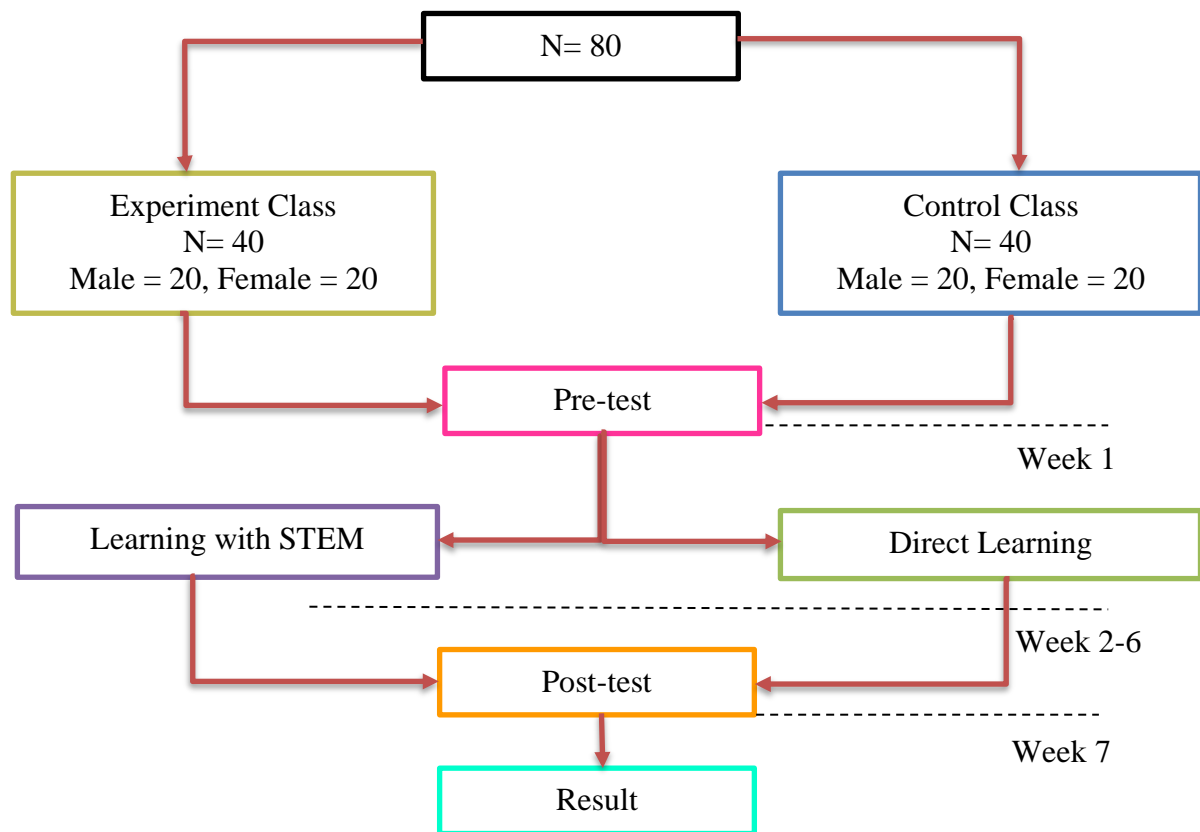 N= 80
Experiment Class
N= 40
Male = 20, Female = 20
Control Class
N= 40
Male = 20, Female = 20
Pre-test
Week 1
Learning with STEM
Direct Learning
Week 2-6
Post-test
Week 7
Result